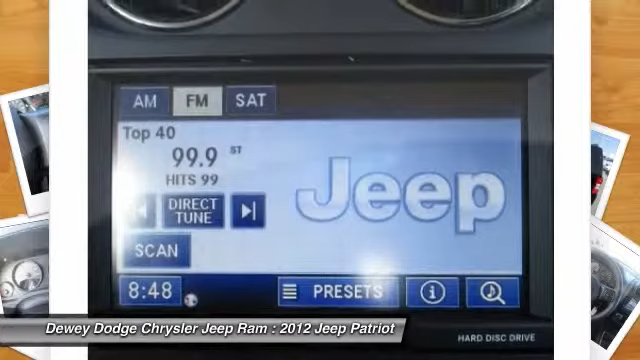 AM FM SAT
Top 40
99.9 ST
HITS 99
DIRECT TUNE
SCAN
Jeep
8:48 PRESETS i
Dewey Dodge Chrysler Jeep Ram : 2012 Jeep Patriot
HARD DISC DRIVE